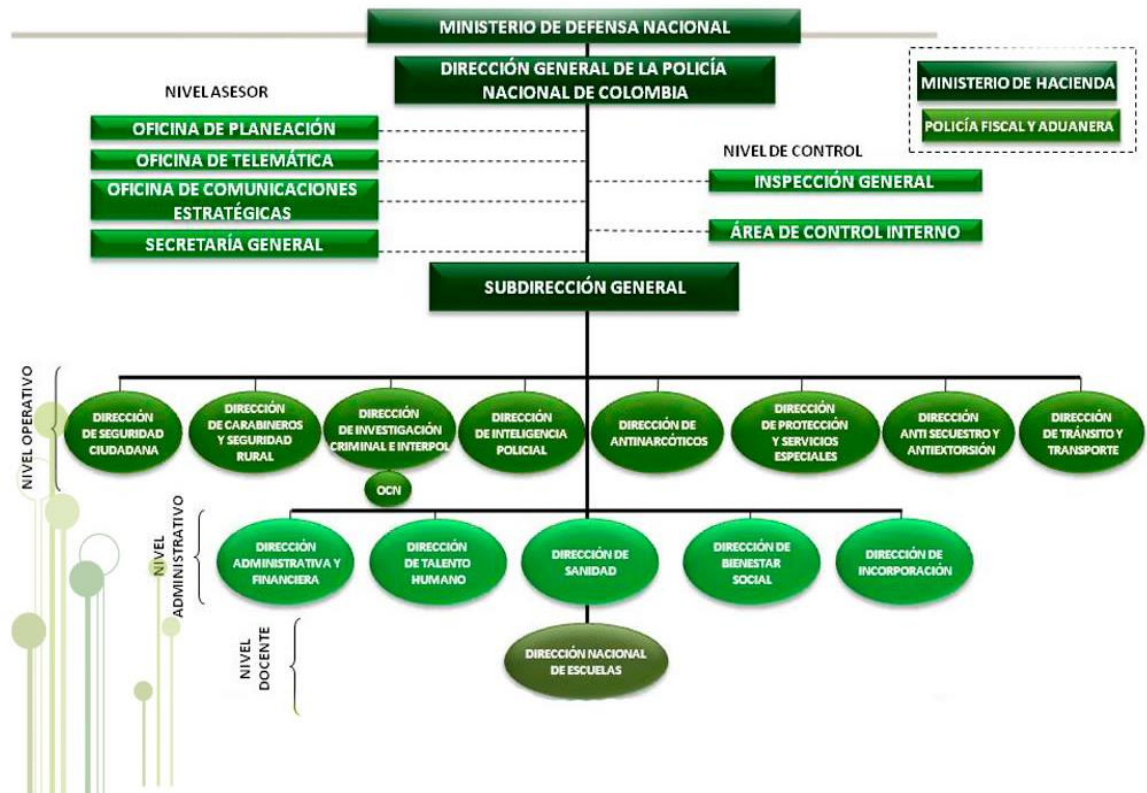 MINISTERIO DE DEFENSA NACIONAL
DIRECCIÓN GENERAL DE LA POLICÍA
NACIONAL DE COLOMBIA
MINISTERIO DE HACIENDA
POLICÍA FISCAL Y ADUANERA
NIVEL ASESOR
OFICINA DE PLANEACIÓN
OFICINA DE TELEMÁTICA
OFICINA DE COMUNICACIONES
ESTRATÉGICAS
SECRETARÍA GENERAL
NIVEL DE CONTROL
INSPECCIÓN GENERAL
ÁREA DE CONTROL INTERNO
SUBDIRECCIÓN GENERAL
NIVEL OPERATIVO
DIRECCIÓN
DE SEGURIDAD
CIUDADANA
DIRECCIÓN
DE CARABINEROS
Y SEGURIDAD
RURAL
DIRECCIÓN
DE INVESTIGACIÓN
CRIMINAL E INTERPOL
OCN
DIRECCIÓN
DE INTELIGENCIA
POLICIAL
DIRECCIÓN DE
ANTINARCÓTICOS
DIRECCIÓN
DE PROTECCIÓN
Y SERVICIOS
ESPECIALES
DIRECCIÓN
ANTI SECUESTRO Y
ANTIEXTORSIÓN
DIRECCIÓN
DE TRÁNSITO Y
TRANSPORTE
NIVEL
ADMINISTRATIVO
DIRECCIÓN
ADMINISTRATIVA Y
FINANCIERA
DIRECCIÓN
DE TALENTO
HUMANO
DIRECCIÓN DE
SANIDAD
DIRECCIÓN DE
BIENESTAR
SOCIAL
DIRECCIÓN DE
INCORPORACIÓN
NIVEL
DOCENTE
DIRECCIÓN NACIONAL
DE ESCUELAS